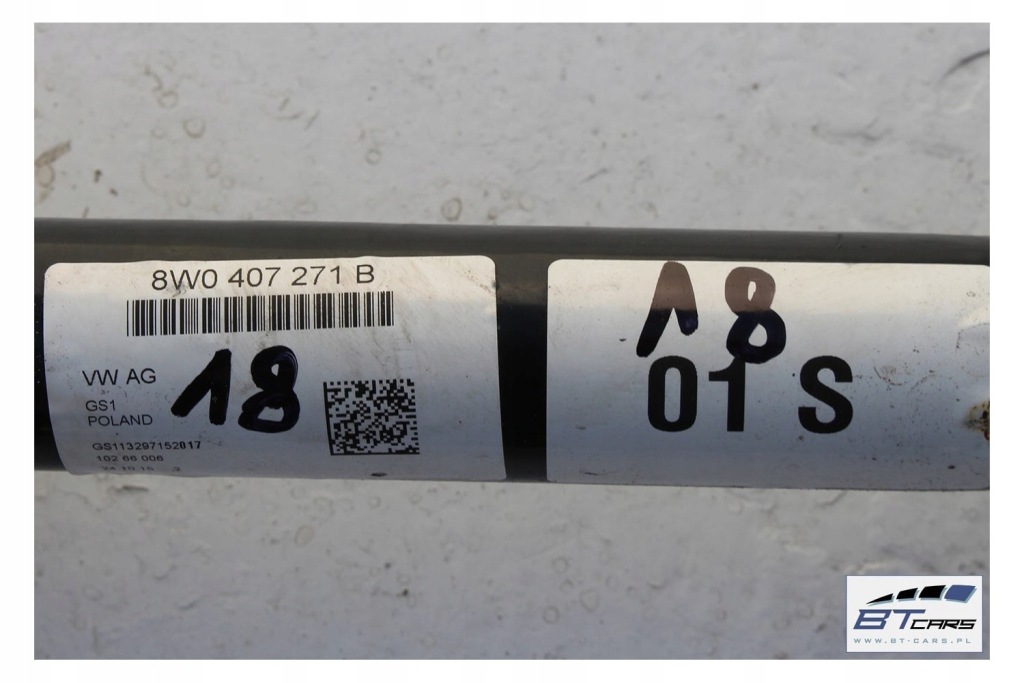 8W0 407 271 B
VW AG
18
GS1
POLAND
GS113297152017
102 66 006
18
01 S
BT CARS
WWW.BT-CARS.PL